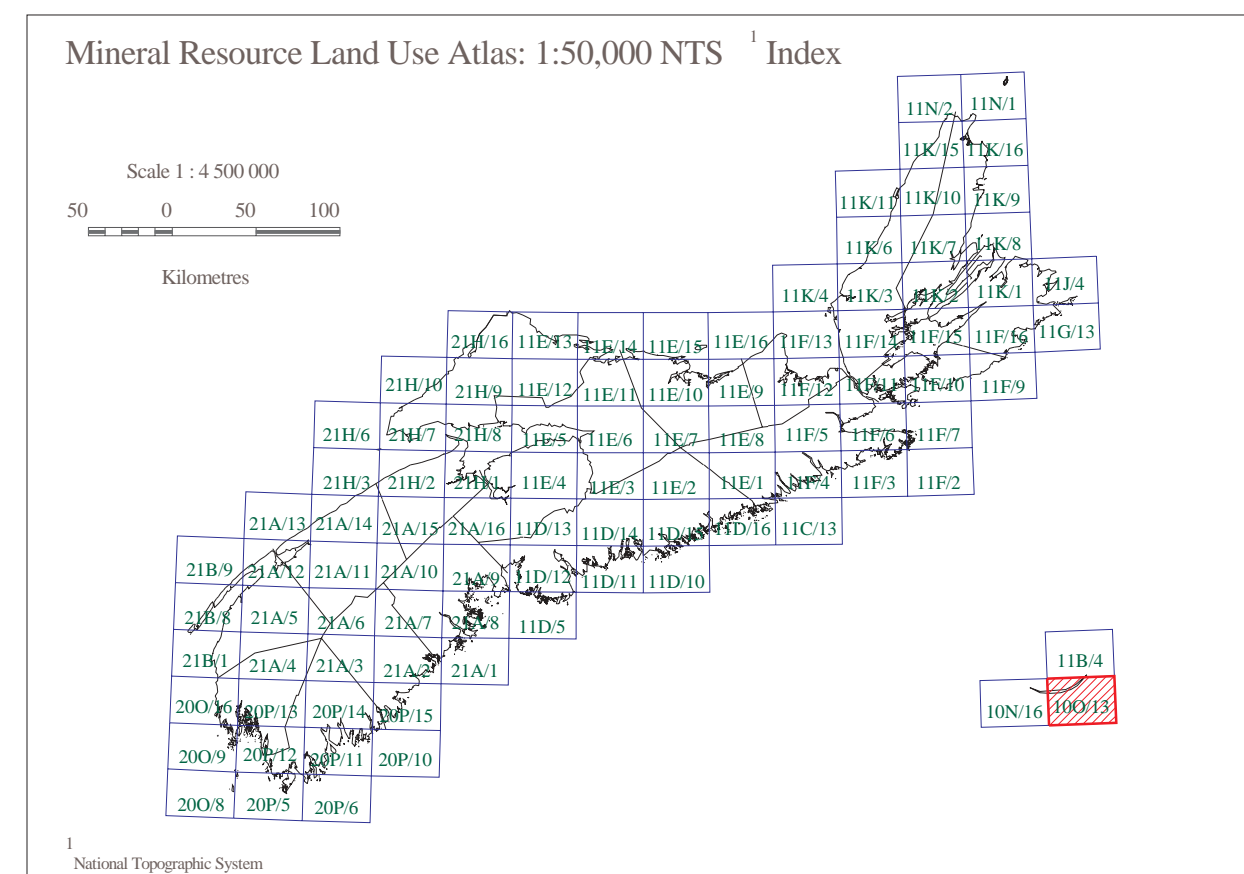 Mineral Resource Land Use Atlas: 1:50,000 NTS 1 Index
Scale 1 : 4 500 000
50 0 50 100
Kilometres
11N/2 11N/1
11K/15 11K/16
11K/11 11K/10 11K/9
11K/6 11K/7 11K/8
11K/4 11K/3 11K/2 11K/1 11J/4
21H/16 11E/13 11E/14 11E/15 11E/16 11F/13 11F/14 11F/15 11F/16 11G/13
21H/10 21H/9 11E/12 11E/11 11E/10 11E/9 11F/12 11F/11 11F/10 11F/9
21H/6 21H/7 21H/8 11E/5 11E/6 11E/7 11E/8 11F/5 11F/6 11F/7
21H/3 21H/2 21H/1 11E/4 11E/3 11E/2 11E/1 11F/4 11F/3 11F/2
21A/13 21A/14 21A/15 21A/16 11D/13 11D/14 11D/15 11D/16 11C/13
21B/9 21A/12 21A/11 21A/10 21A/9 11D/12 11D/11 11D/10
21B/8 21A/5 21A/6 21A/7 21A/8 11D/5
21B/1 21A/4 21A/3 21A/2 21A/1 11B/4
20O/16 20P/13 20P/14 20P/15 10N/16 10O/13
20O/9 20P/12 20P/11 20P/10
20O/8 20P/5 20P/6
1
National Topographic System